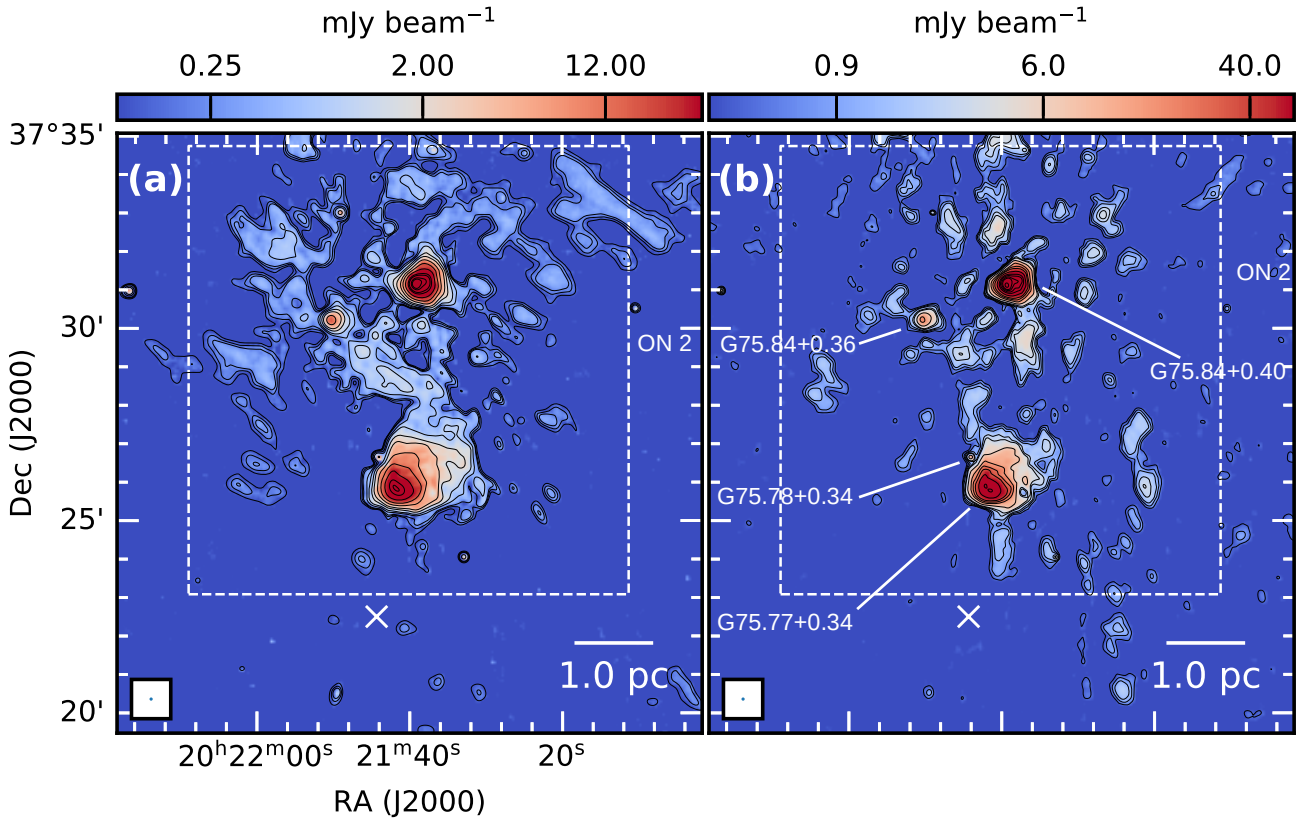 mJy beam⁻¹
mJy beam⁻¹
0.25 2.00 12.00
0.9 6.0 40.0
37°35'
(a)
(b)
ON 2
30'
ON 2
G75.84+0.36
G75.84+0.40
Dec (J2000)
G75.78+0.34
25'
G75.77+0.34
1.0 pc
1.0 pc
20'
20ʰ22ᵐ00ˢ 21ᵐ40ˢ 20ˢ
RA (J2000)